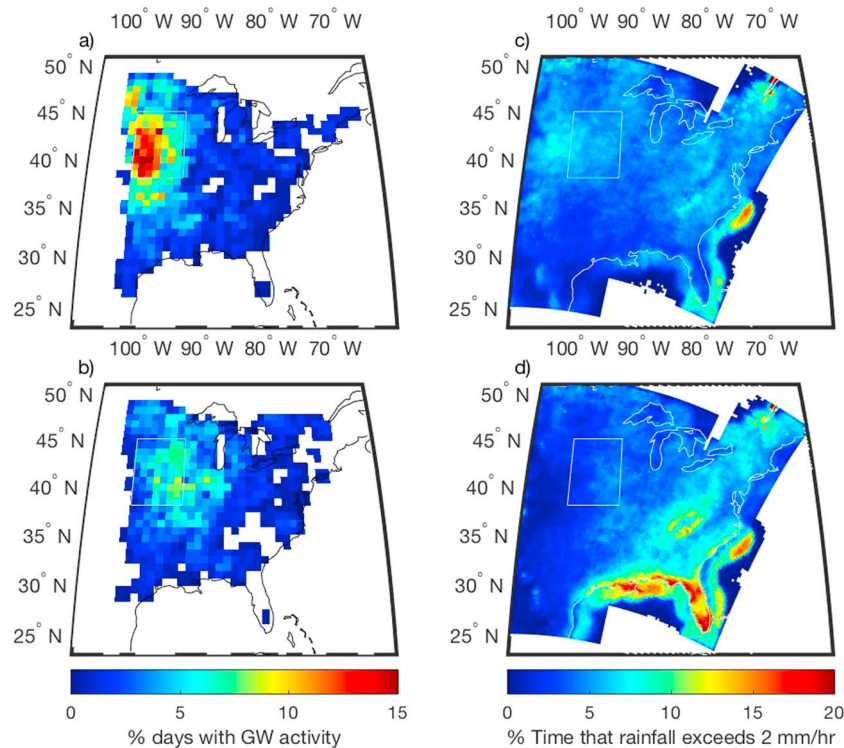 100° W 90° W 80° W 70° W
a)
50° N
45° N
40° N
35° N
30° N
25° N
100° W 90° W 80° W 70° W
b)
50° N
45° N
40° N
35° N
30° N
25° N
0 5 10 15
% days with GW activity
100° W 90° W 80° W 70° W
c)
50° N
45° N
40° N
35° N
30° N
25° N
100° W 90° W 80° W 70° W
d)
50° N
45° N
40° N
35° N
30° N
25° N
0 5 10 15 20
% Time that rainfall exceeds 2 mm/hr